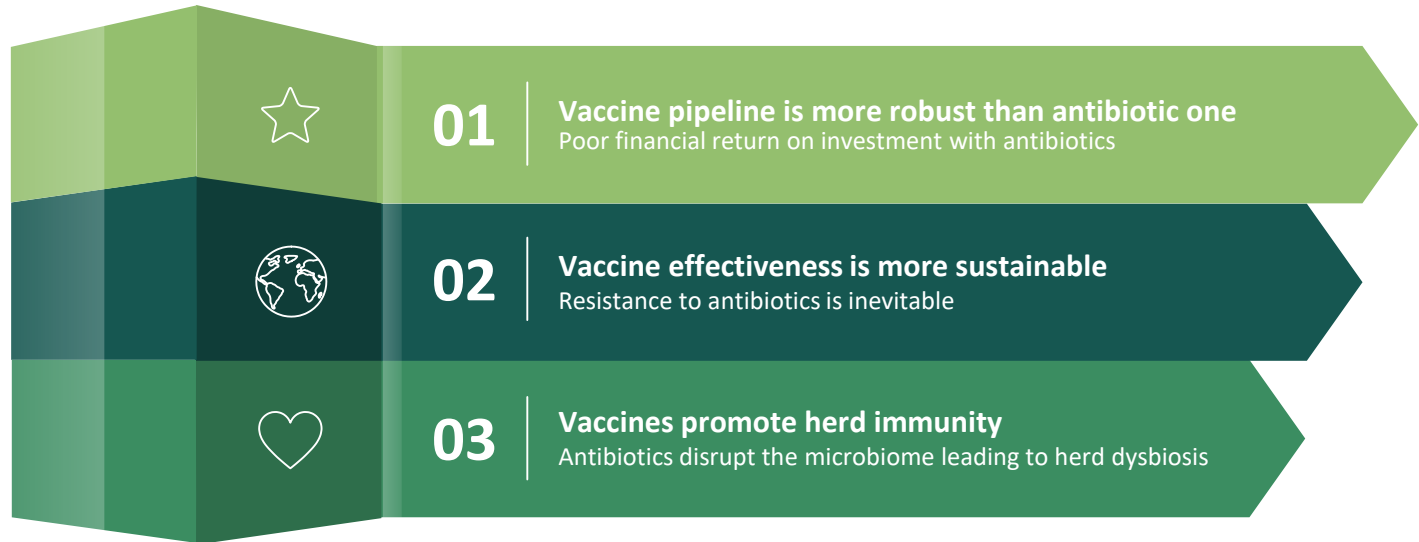 01
Vaccine pipeline is more robust than antibiotic one
Poor financial return on investment with antibiotics
02
Vaccine effectiveness is more sustainable
Resistance to antibiotics is inevitable
03
Vaccines promote herd immunity
Antibiotics disrupt the microbiome leading to herd dysbiosis